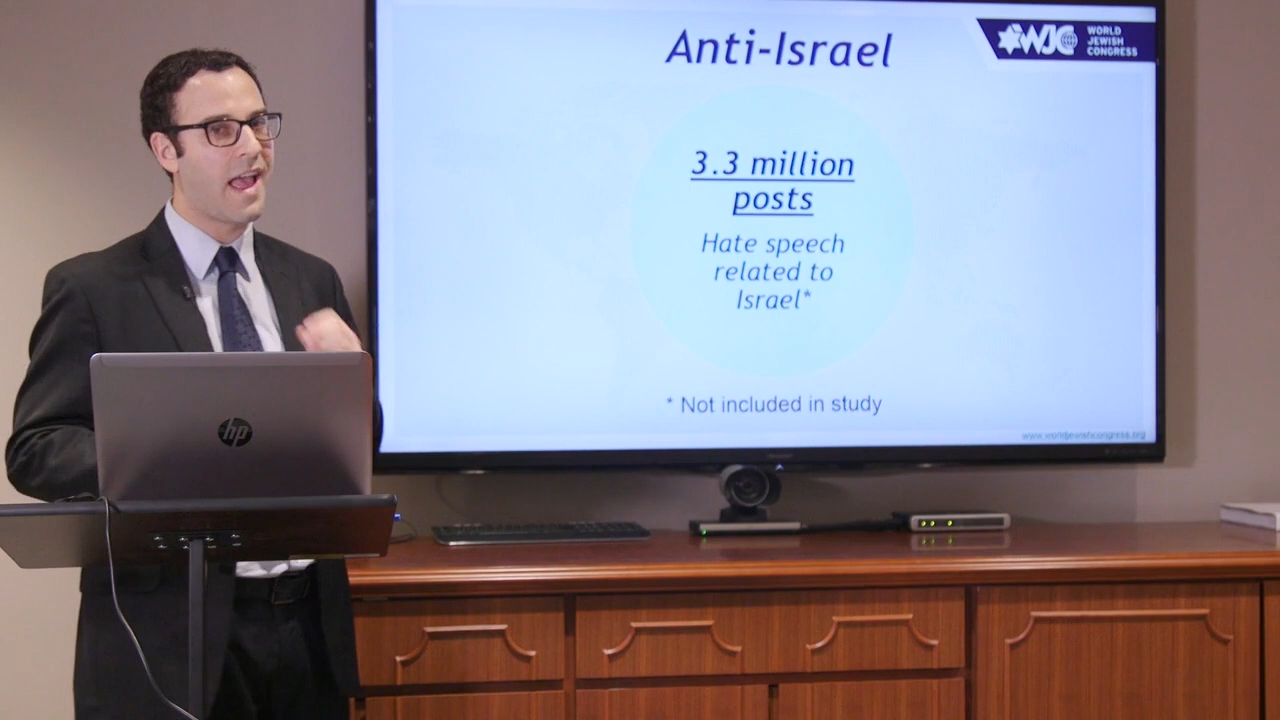 Anti-Israel
WJC
WORLD
JEWISH
CONGRESS
3.3 million
posts
Hate speech
related to
Israel*
* Not included in study
www.worldjewishcongress.org
hp